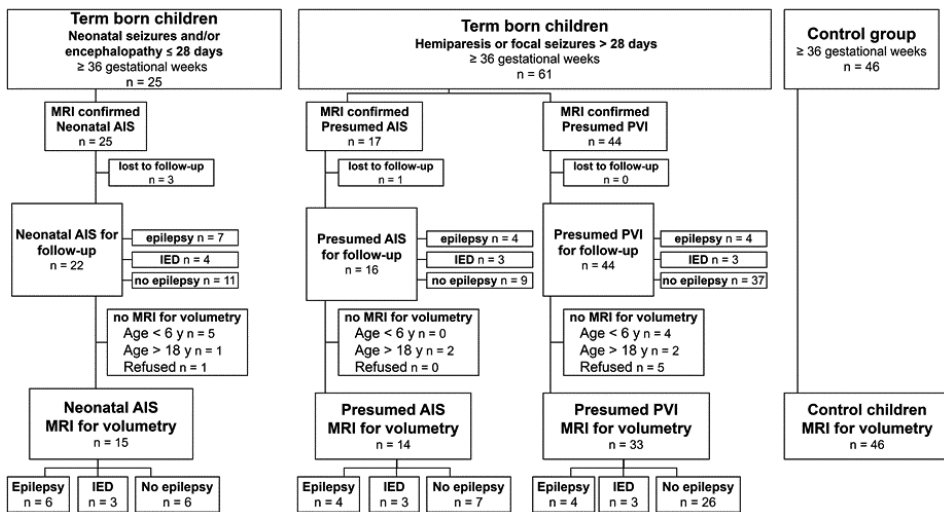 Term born children
Neonatal seizures and/or
encephalopathy ≤ 28 days
≥ 36 gestational weeks
n = 25
Term born children
Hemiparesis or focal seizures > 28 days
≥ 36 gestational weeks
n = 61
Control group
≥ 36 gestational weeks
n = 46
MRI confirmed
Neonatal AIS
n = 25
MRI confirmed
Presumed AIS
n = 17
MRI confirmed
Presumed PVI
n = 44
lost to follow-up
n = 3
lost to follow-up
n = 1
lost to follow-up
n = 0
Neonatal AIS for
follow-up
n = 22
epilepsy n = 7
IED n = 4
no epilepsy n = 11
Presumed AIS
for follow-up
n = 16
epilepsy n = 4
IED n = 3
no epilepsy n = 9
Presumed PVI
for follow-up
n = 44
epilepsy n = 4
IED n = 3
no epilepsy n = 37
no MRI for volumetry
Age < 6 y n = 5
Age > 18 y n = 1
Refused n = 1
no MRI for volumetry
Age < 6 y n = 0
Age > 18 y n = 2
Refused n = 0
no MRI for volumetry
Age < 6 y n = 4
Age > 18 y n = 2
Refused n = 5
Neonatal AIS
MRI for volumetry
n = 15
Presumed AIS
MRI for volumetry
n = 14
Presumed PVI
MRI for volumetry
n = 33
Control children
MRI for volumetry
n = 46
Epilepsy
n = 6
IED
n = 3
No epilepsy
n = 6
Epilepsy
n = 4
IED
n = 3
No epilepsy
n = 7
Epilepsy
n = 4
IED
n = 3
No epilepsy
n = 26